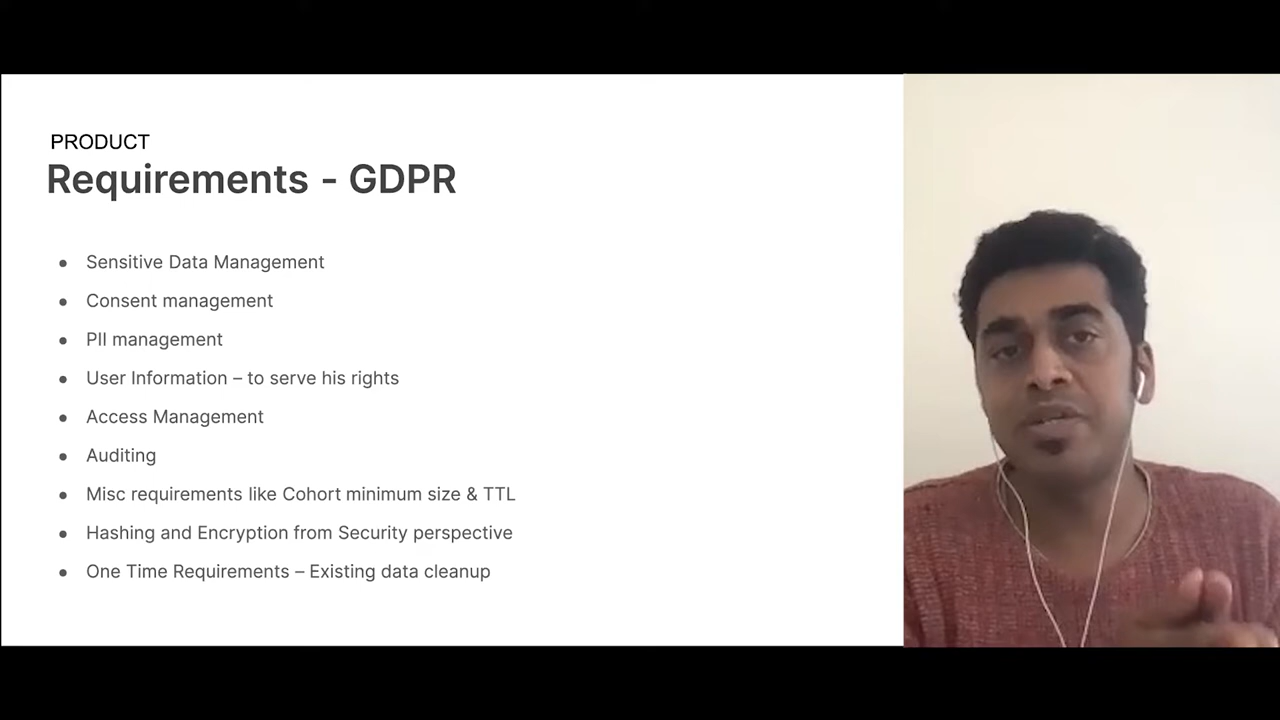 PRODUCT
Requirements - GDPR
● Sensitive Data Management
● Consent management
● PII management
● User Information – to serve his rights
● Access Management
● Auditing
● Misc requirements like Cohort minimum size & TTL
● Hashing and Encryption from Security perspective
● One Time Requirements – Existing data cleanup